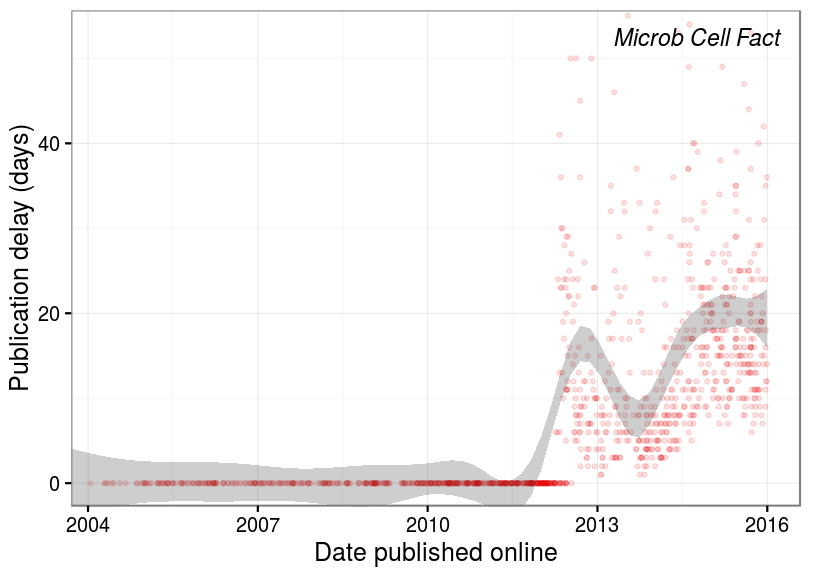 Microb Cell Fact
Publication delay (days)
40
20
0
2004 2007 2010 2013 2016
Date published online